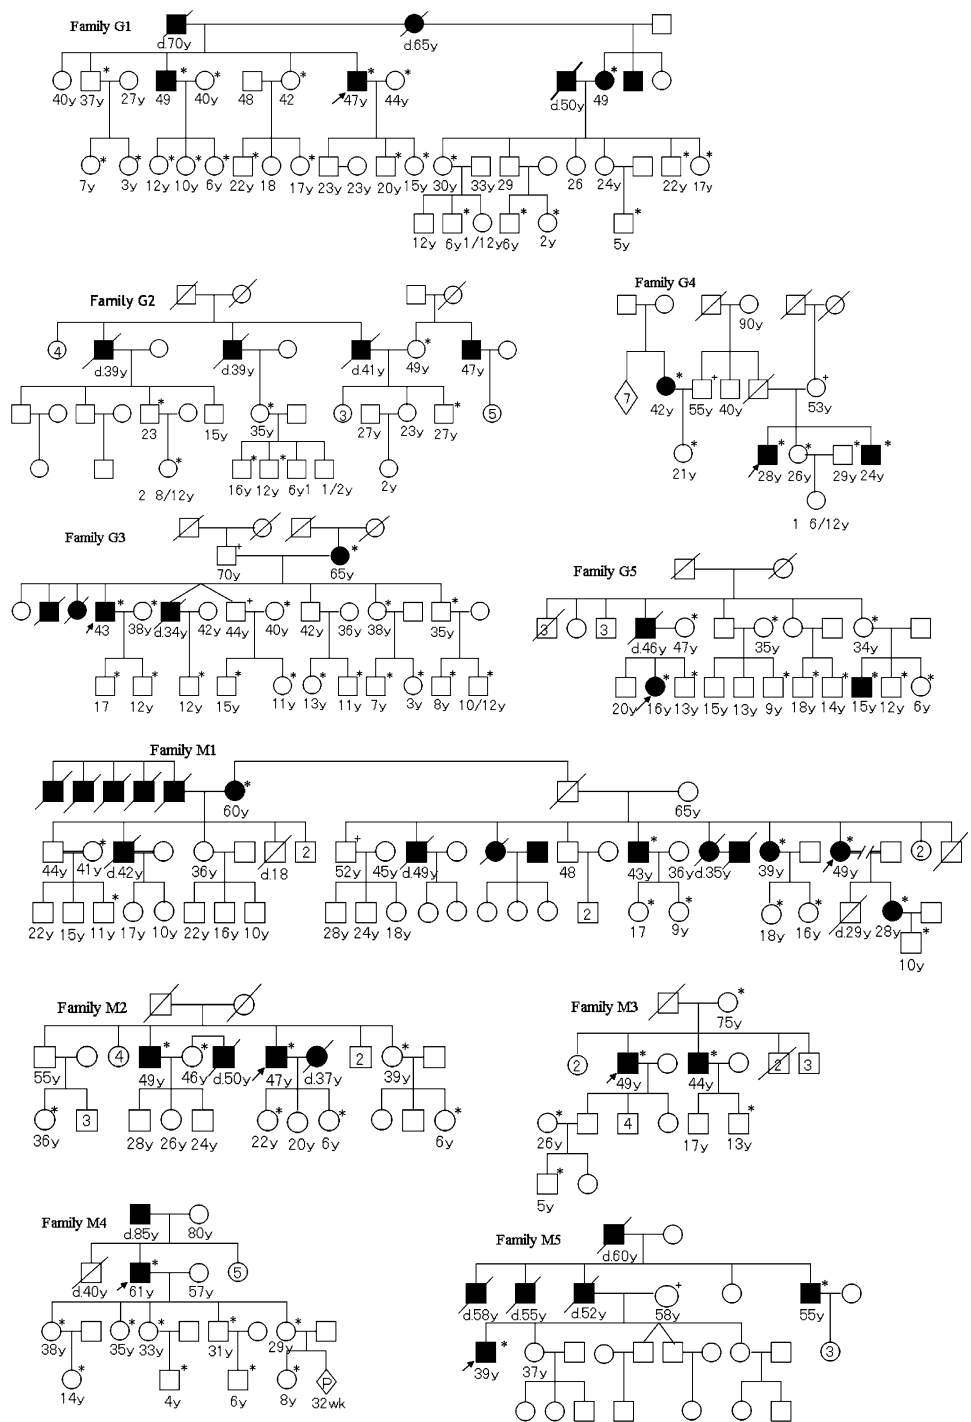 Family G1
d.70y d.65y
* * * * * * *
40y 37y 27y 49 40y 48 42 47y 44y d.50y 49
* * * * * * * * * * * *
7y 3y 12y 10y 6y 22y 18 17y 23y 23y 20y 15y 30y 33y 29 26 24y 22y 17y
* * * *
12y 6y 1/12y 6y 2y 5y
Family G2
4 d.39y d.39y d.41y 49y * 47y
* * 3 * 5
23 15y 35y 27y 23y 27y
* * *
2 8/12y 16y 12y 6y1 1/2y 2y
Family G4
90y
7 * + +
42y 55y 40y 53y
* * * * *
21y 28y 26y 29y 24y
1 6/12y
Family G3
+ *
70y 65y
* * + * * *
43 38y d.34y 42y 44y 40y 42y 36y 38y 35y
* * * * * * * * * * *
17 12y 12y 15y 11y 13y 11y 7y 3y 8y 10/12y
Family G5
3 3 * * *
d.46y 47y 35y 34y
* * * * * * * *
20y 16y 13y 15y 13y 9y 18y 14y 15y 12y 6y
Family M1
*
60y 65y
* 2 + * * * 2
44y 41y d.42y 36y d.18 52y 45y d.49y 48 43y 36y d.35y 39y 49y
* 2 * * * * *
22y 15y 11y 17y 10y 22y 16y 10y 28y 24y 18y 17 9y 18y 16y d.29y 28y
*
10y
Family M2
4 * * * 2 *
55y 49y 46y d.50y 47y d.37y 39y
* 3 * * *
36y 28y 26y 24y 22y 20y 6y 6y
Family M3
*
75y
2 * * 2 3
49y 44y
* 4 *
26y 17y 13y
*
5y
Family M4
d.85y 80y
* 5
d.40y 61y 57y
* * * * *
38y 35y 33y 31y 29y
* * * * P
14y 4y 6y 8y 32wk
Family M5
d.60y
+ *
d.58y d.55y d.52y 58y 55y
* * 3
39y 37y